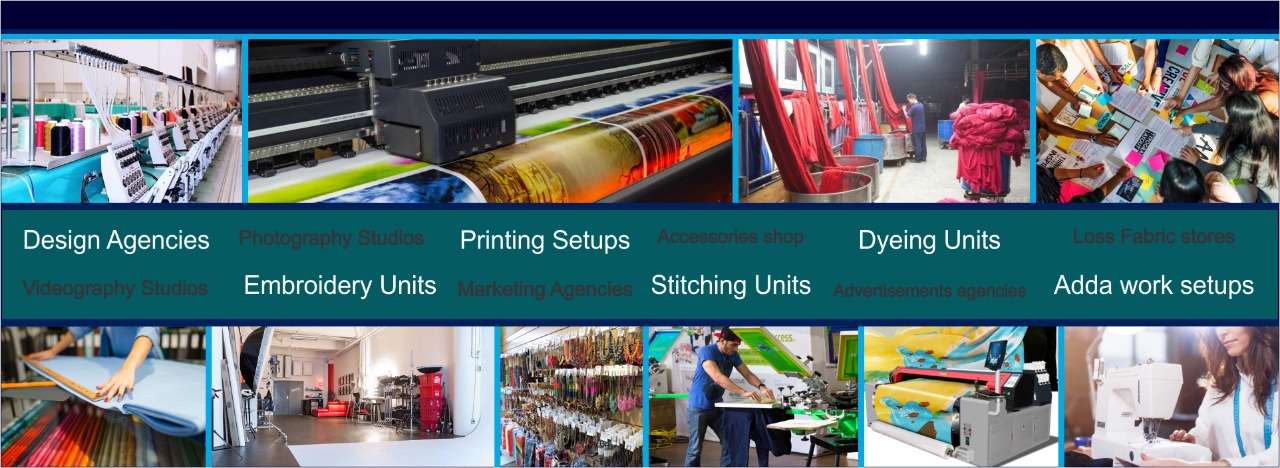 Design Agencies Photography Studios Printing Setups Accessories shop Dyeing Units Loss Fabric stores
Videography Studios Embroidery Units Marketing Agencies Stitching Units Advertisements agencies Adda work setups